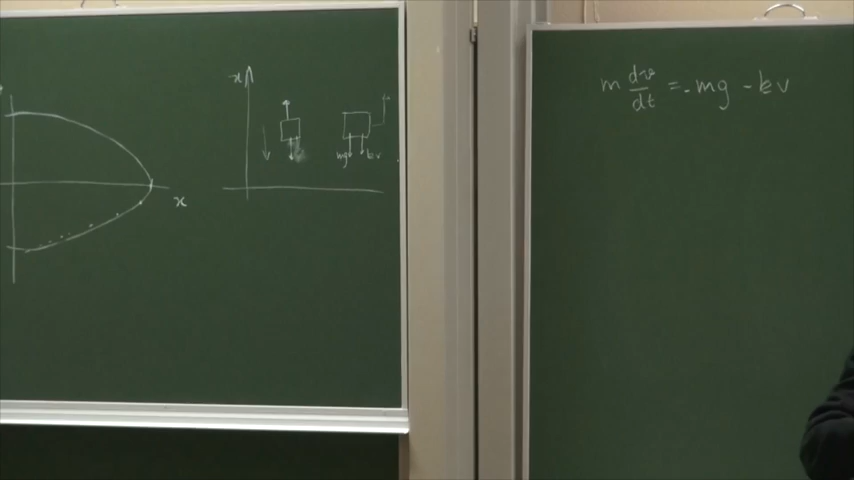 x
x
mg kv
m dv/dt = -mg - kv